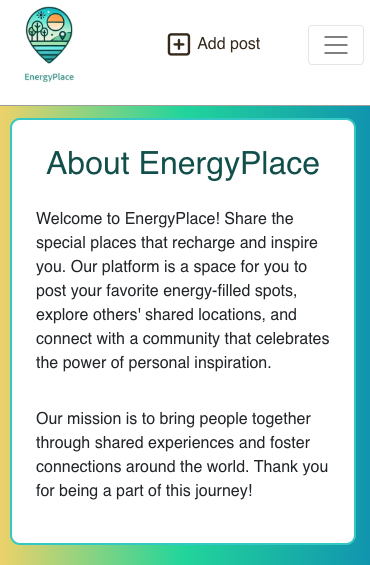 EnergyPlace
Add post
About EnergyPlace
Welcome to EnergyPlace! Share the
special places that recharge and inspire
you. Our platform is a space for you to
post your favorite energy-filled spots,
explore others' shared locations, and
connect with a community that celebrates
the power of personal inspiration.
Our mission is to bring people together
through shared experiences and foster
connections around the world. Thank you
for being a part of this journey!